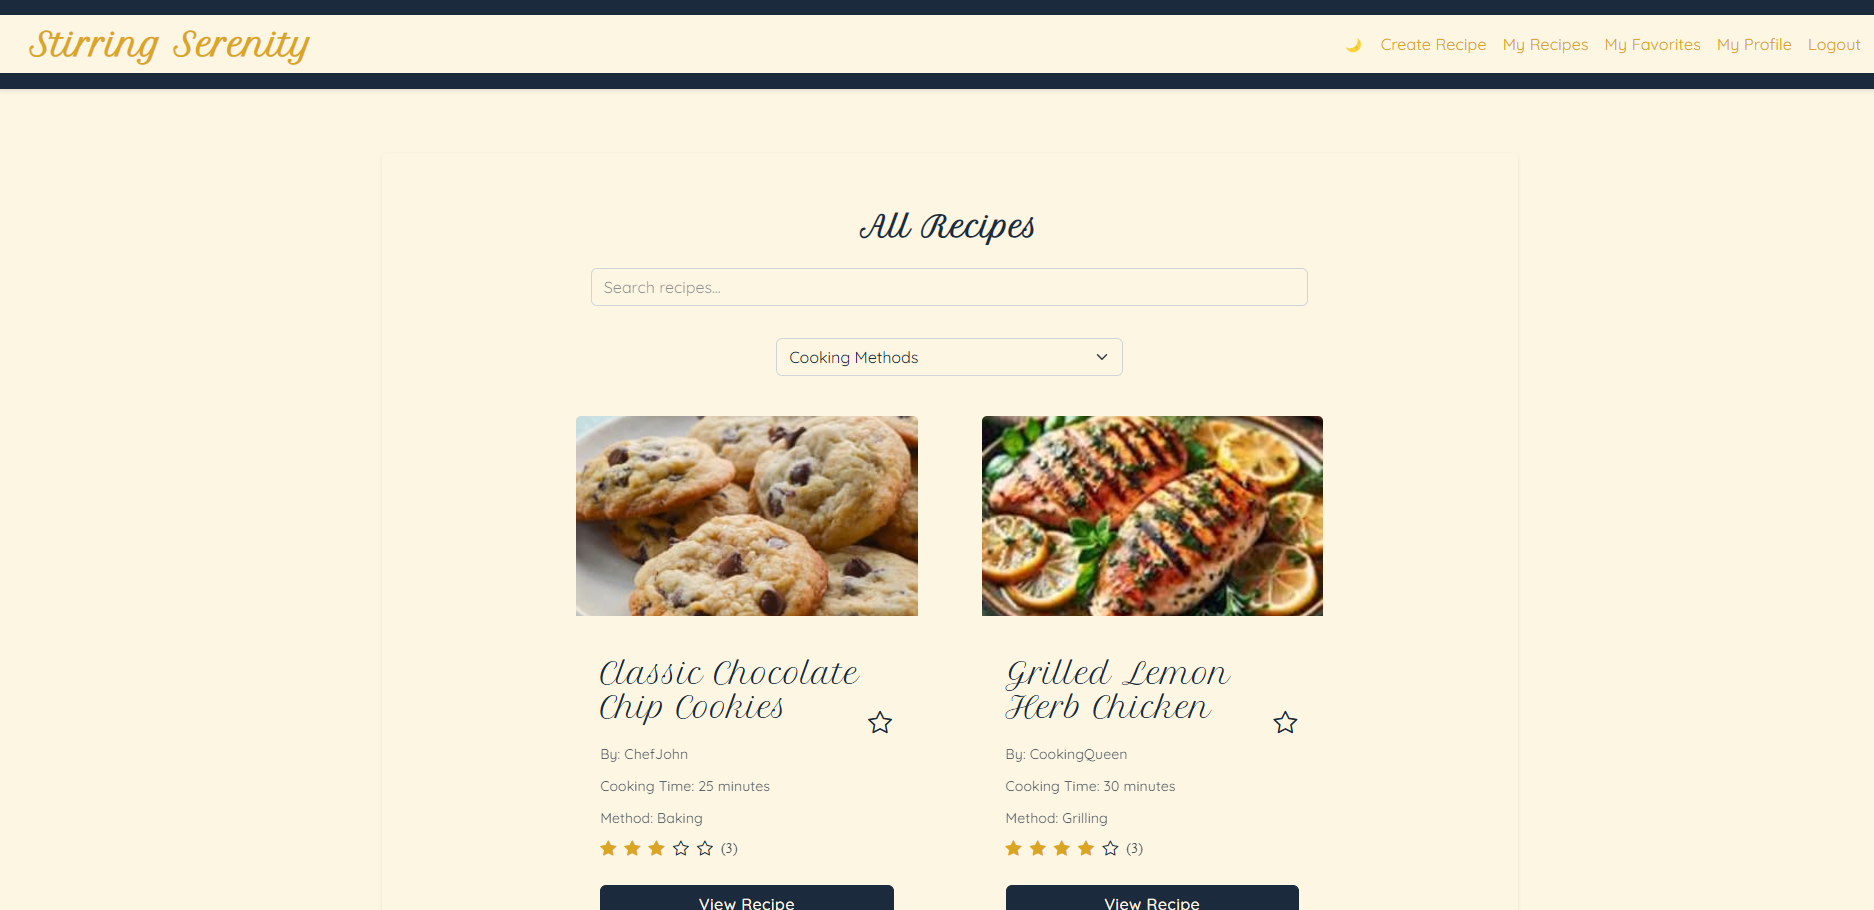 Stirring Serenity
Create Recipe My Recipes My Favorites My Profile Logout
All Recipes
Search recipes...
Cooking Methods
Classic Chocolate
Chip Cookies
By: ChefJohn
Cooking Time: 25 minutes
Method: Baking
(3)
View Recipe
Grilled Lemon
Herb Chicken
By: CookingQueen
Cooking Time: 30 minutes
Method: Grilling
(3)
View Recipe